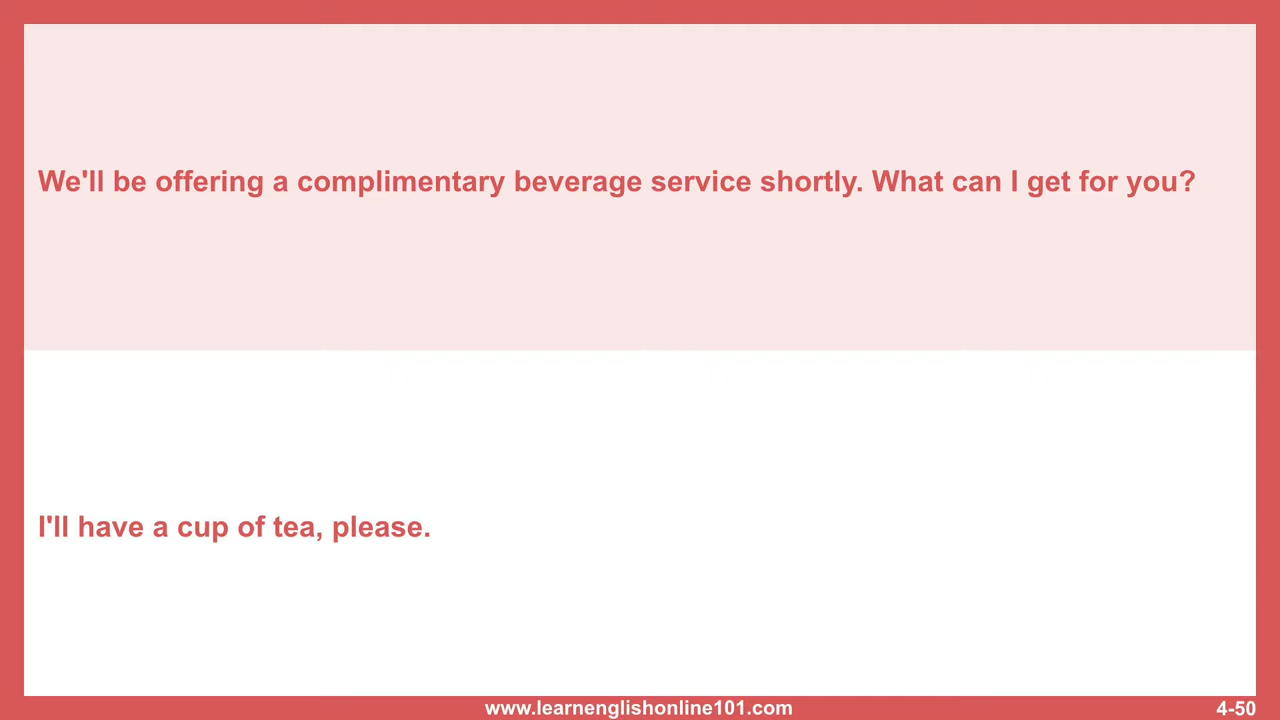 We'll be offering a complimentary beverage service shortly. What can I get for you?
I'll have a cup of tea, please.
www.learnenglishonline101.com
4-50